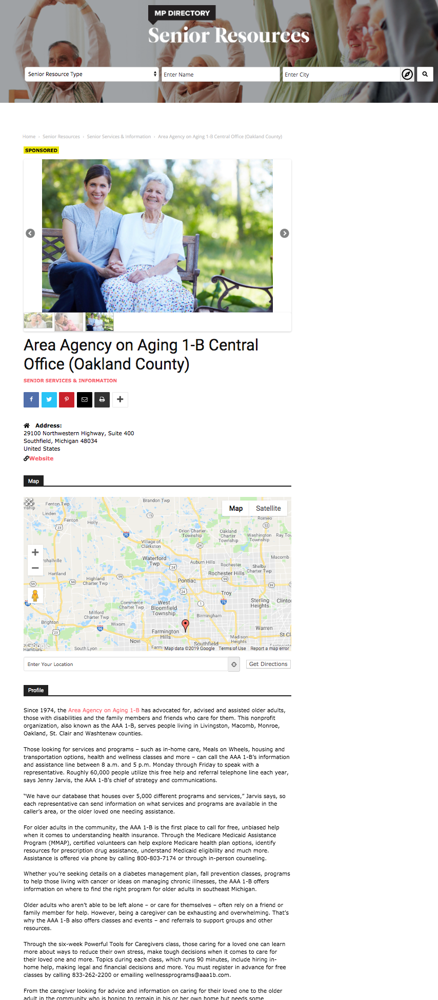 MP DIRECTORY
Senior Resources
Senior Resource Type
Enter Name
Enter City
Home › Senior Resources › Senior Services & Information › Area Agency on Aging 1-B Central Office (Oakland County)
SPONSORED
Area Agency on Aging 1-B Central
Office (Oakland County)
SENIOR SERVICES & INFORMATION
Address:
29100 Northwestern Highway, Suite 400
Southfield, Michigan 48034
United States
Website
Map
Brandon Twp
Fenton Twp
mship
Map Satellite
Linden
15
Romeo
Fenton
Holly
23
53
75
Orion Charter
Township
Oakland
Charter
Township
Washington
Township
Ray Tow
Village of
Clarkston
24
+
Waterford
Twp
Macomb
rshallville
Auburn Hills
Rochester
Shelby
Charter Twp
−
24
Hartland
Rochester Hills
59
Highland
Charter Twp
59
59
59
Pontiac
59
59
24
Troy
Commerce
Charter Twp
West
Bloomfield
Township
1
75
Sterling
Heights
Clinton
Milford
Charter Twp
Birmingham
Brighton
Wixom
96
23
Farmington
Hills
Warren
Madison
Heights
St Cl
Novi
Southfield
Google
Hamburg
South Lyon
Farm
Map data ©2019 Google Terms of Use Report a map error
Enter Your Location
Get Directions
Profile
Since 1974, the Area Agency on Aging 1-B has advocated for, advised and assisted older adults,
those with disabilities and the family members and friends who care for them. This nonprofit
organization, also known as the AAA 1-B, serves people living in Livingston, Macomb, Monroe,
Oakland, St. Clair and Washtenaw counties.
Those looking for services and programs – such as in-home care, Meals on Wheels, housing and
transportation options, health and wellness classes and more – can call the AAA 1-B’s information
and assistance line between 8 a.m. and 5 p.m. Monday through Friday to speak with a
representative. Roughly 60,000 people utilize this free help and referral telephone line each year,
says Jenny Jarvis, the AAA 1-B’s chief of strategy and communications.
“We have our database that houses over 5,000 different programs and services,” Jarvis says, so
each representative can send information on what services and programs are available in the
caller’s area, or the older loved one needing assistance.
For older adults in the community, the AAA 1-B is the first place to call for free, unbiased help
when it comes to understanding health insurance. Through the Medicare Medicaid Assistance
Program (MMAP), certified volunteers can help explore Medicare health plan options, identify
resources for prescription drug assistance, understand Medicaid eligibility and much more.
Assistance is offered via phone by calling 800-803-7174 or through in-person counseling.
Whether you’re seeking details on a diabetes management plan, fall prevention classes, programs
to help those living with cancer or ideas on managing chronic illnesses, the AAA 1-B offers
information on where to find the right program for older adults in southeast Michigan.
Older adults who aren’t able to be left alone – or care for themselves – often rely on a friend or
family member for help. However, being a caregiver can be exhausting and overwhelming. That’s
why the AAA 1-B also offers classes and events – and referrals to support groups and other
resources.
Through the six-week Powerful Tools for Caregivers class, those caring for a loved one can learn
more about ways to reduce their own stress, make tough decisions when it comes to care for
their loved one and more. Topics during each class, which runs 90 minutes, include hiring in-
home help, making legal and financial decisions and more. You must register in advance for free
classes by calling 833-262-2200 or emailing wellnessprograms@aaa1b.com.
From the caregiver looking for advice and information on caring for their loved one to the older
adult in the community who is hoping to remain in his or her own home but needs some